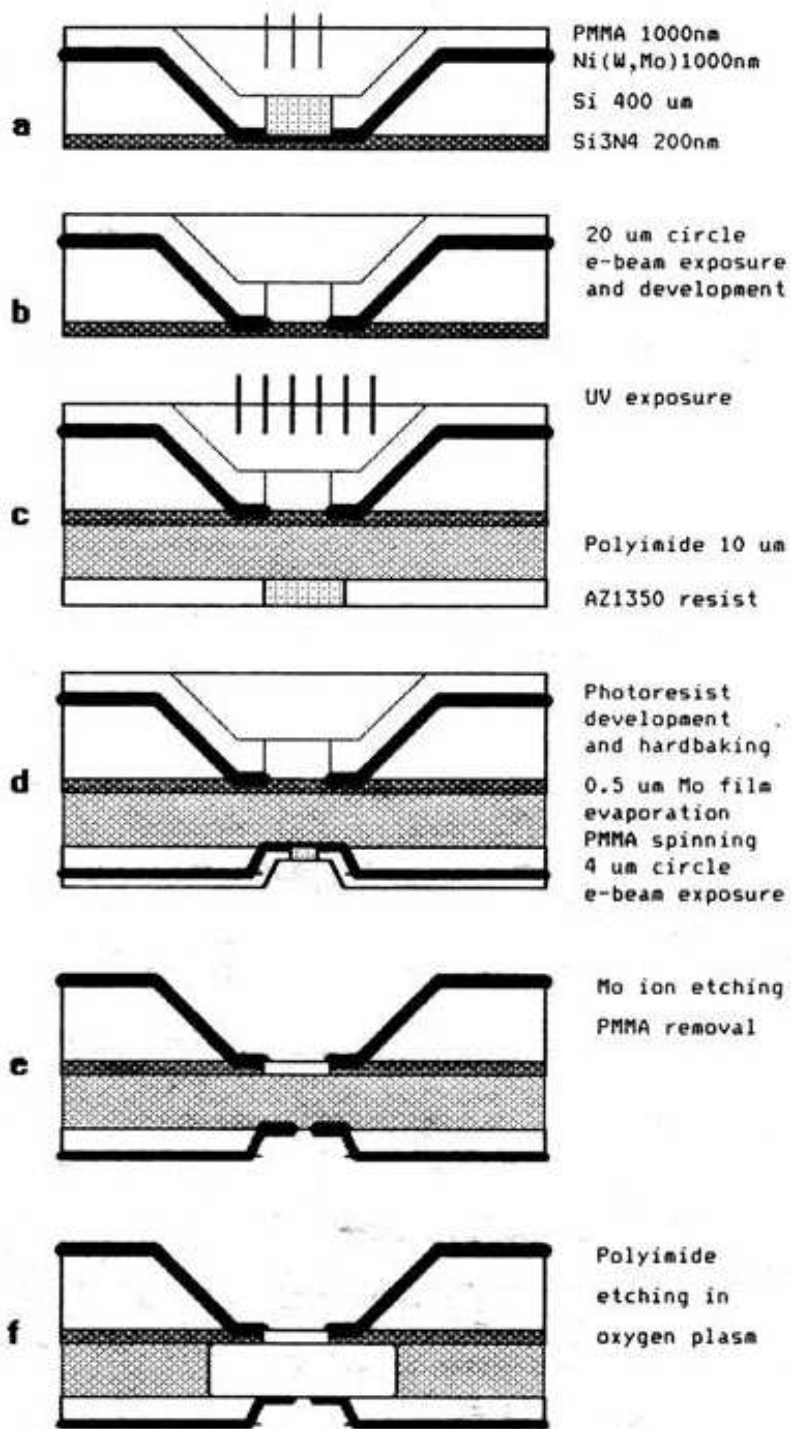 a
PMMA 1000nm
Ni(W,Mo)1000nm
Si 400 um
Si3N4 200nm
b
20 um circle
e-beam exposure
and development
c
UV exposure
Polyimide 10 um
AZ1350 resist
d
Photoresist
development
and hardbaking
0.5 um Mo film
evaporation
PMMA spinning
4 um circle
e-beam exposure
e
Mo ion etching
PMMA removal
f
Polyimide
etching in
oxygen plasm